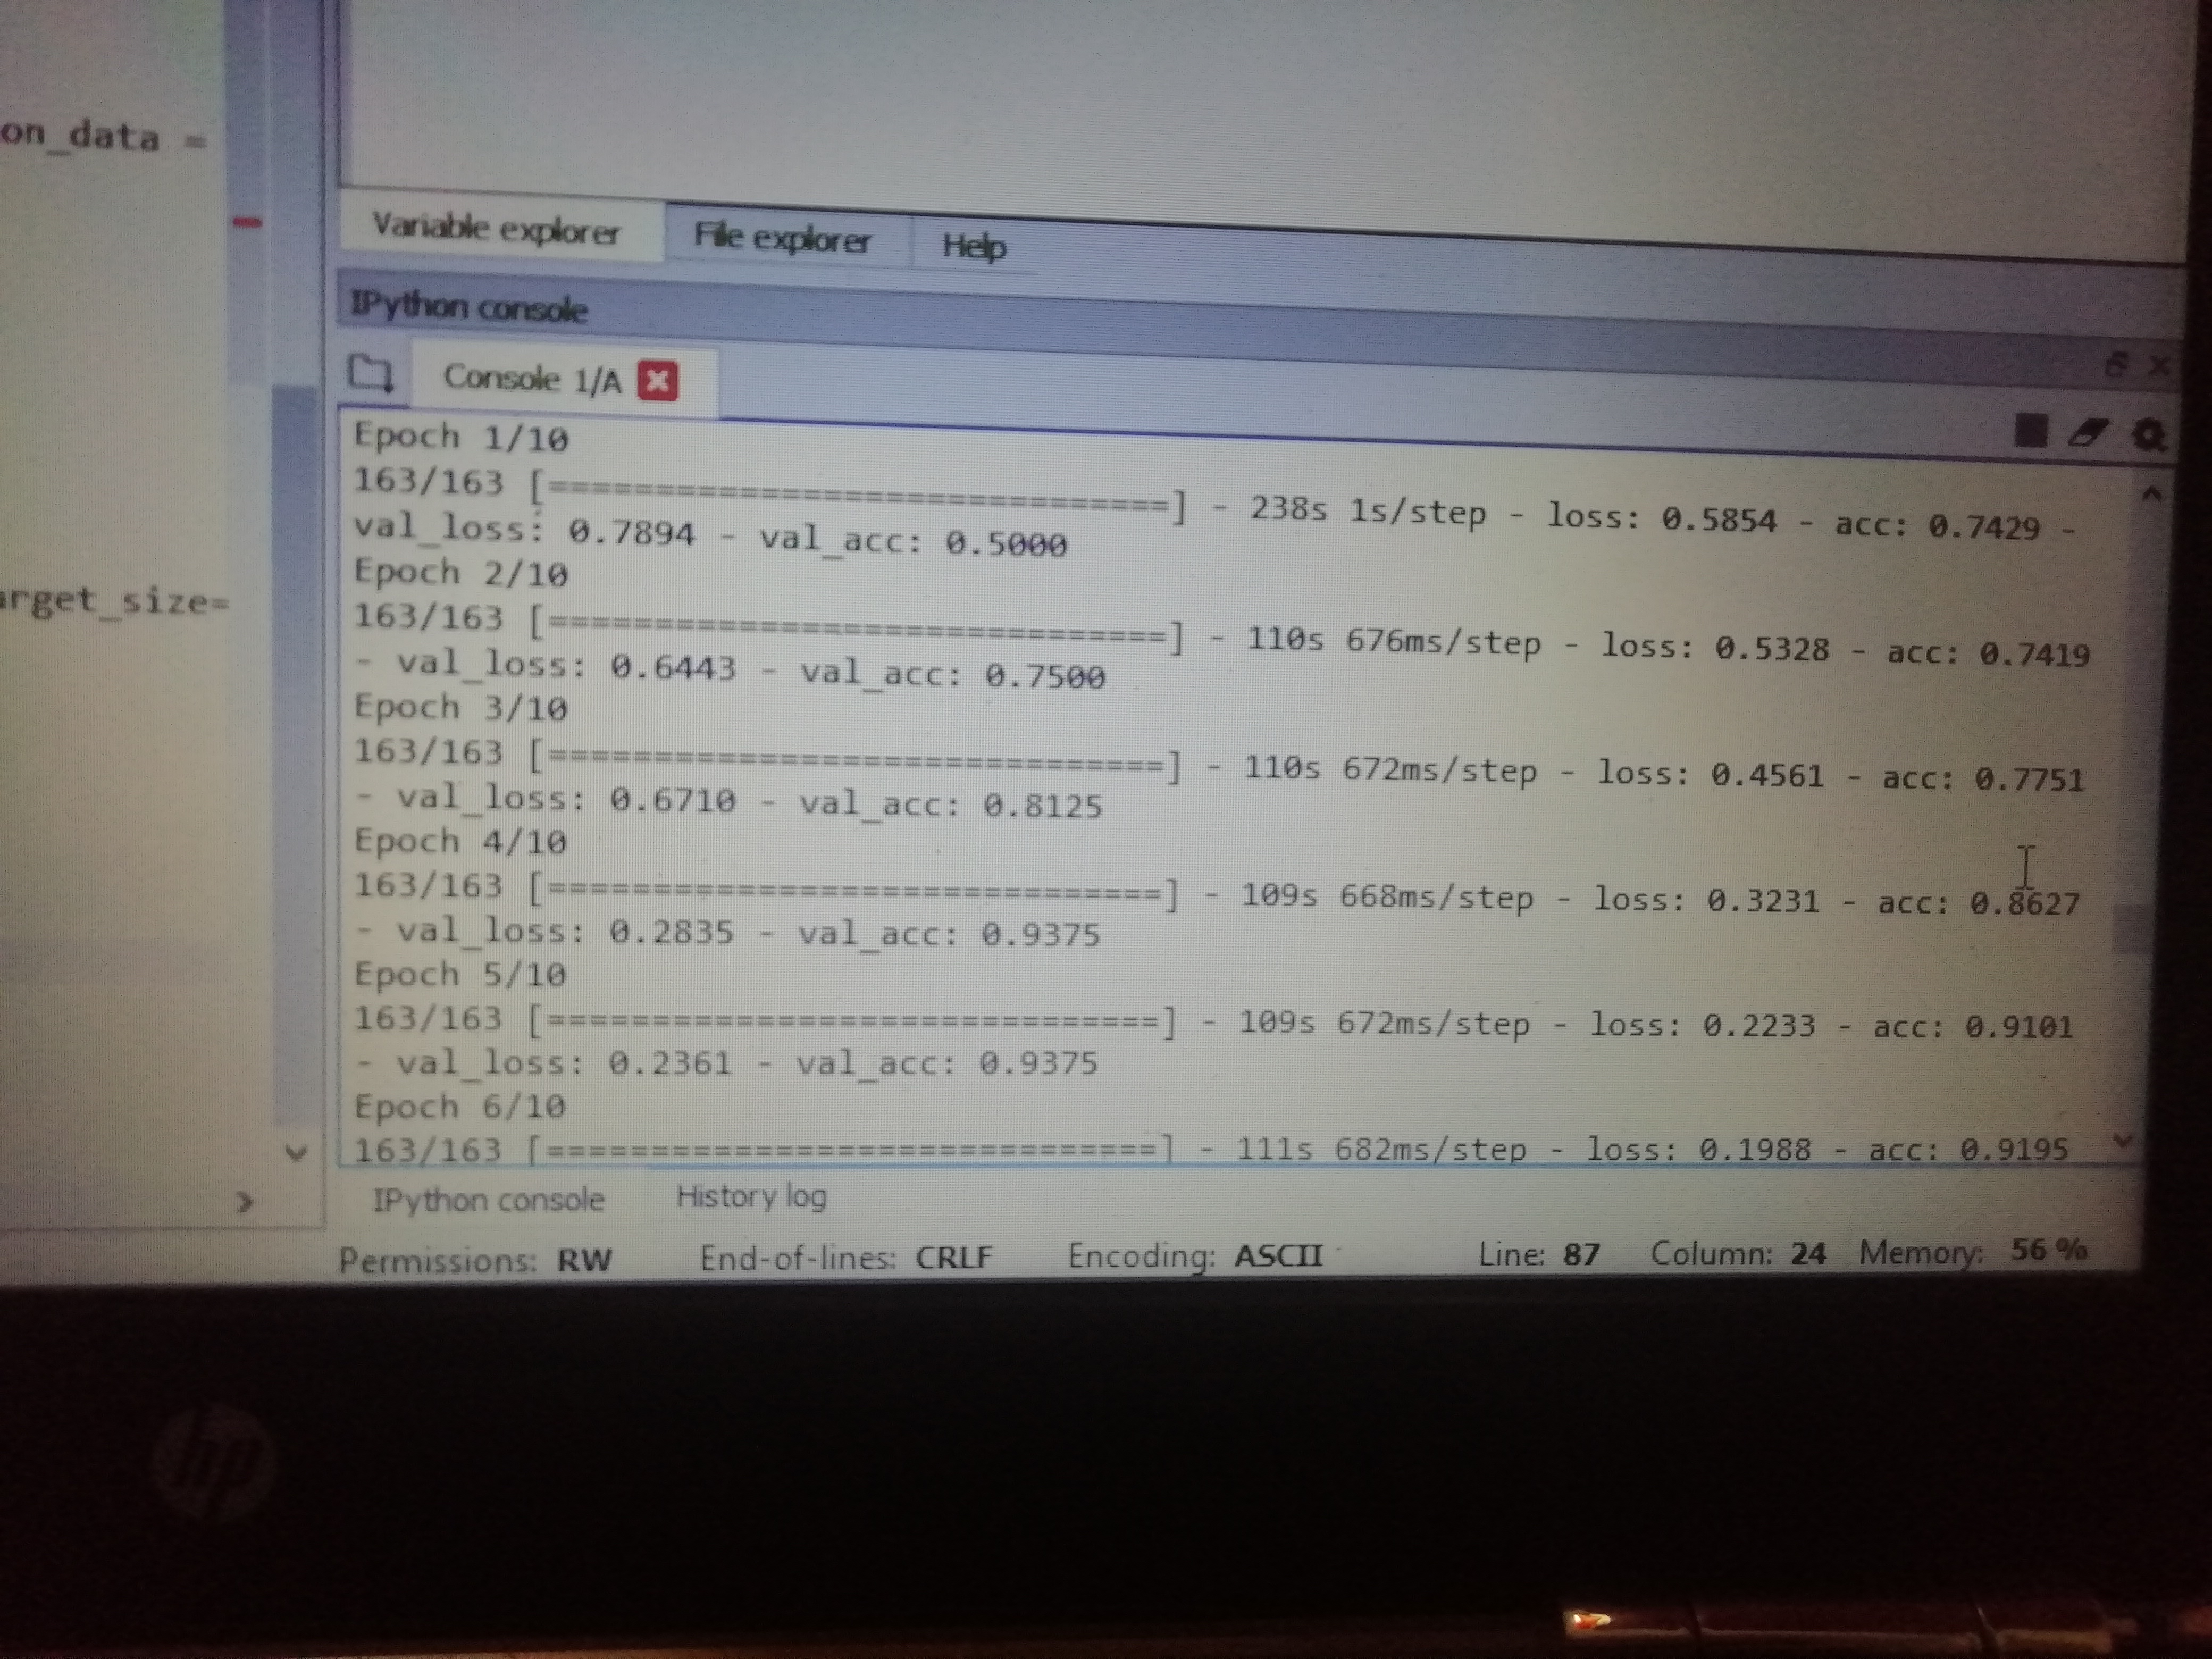 on_data =
arget_size=
Variable explorer File explorer Help
IPython console
Console 1/A
Epoch 1/10
163/163 [==============================] - 238s 1s/step - loss: 0.5854 - acc: 0.7429 -
val_loss: 0.7894 - val_acc: 0.5000
Epoch 2/10
163/163 [==============================] - 110s 676ms/step - loss: 0.5328 - acc: 0.7419
- val_loss: 0.6443 - val_acc: 0.7500
Epoch 3/10
163/163 [==============================] - 110s 672ms/step - loss: 0.4561 - acc: 0.7751
- val_loss: 0.6710 - val_acc: 0.8125
Epoch 4/10
163/163 [==============================] - 109s 668ms/step - loss: 0.3231 - acc: 0.8627
- val_loss: 0.2835 - val_acc: 0.9375
Epoch 5/10
163/163 [==============================] - 109s 672ms/step - loss: 0.2233 - acc: 0.9101
- val_loss: 0.2361 - val_acc: 0.9375
Epoch 6/10
163/163 [==============================] - 111s 682ms/step - loss: 0.1988 - acc: 0.9195
IPython console History log
Permissions: RW End-of-lines: CRLF Encoding: ASCII Line: 87 Column: 24 Memory: 56 %
hp